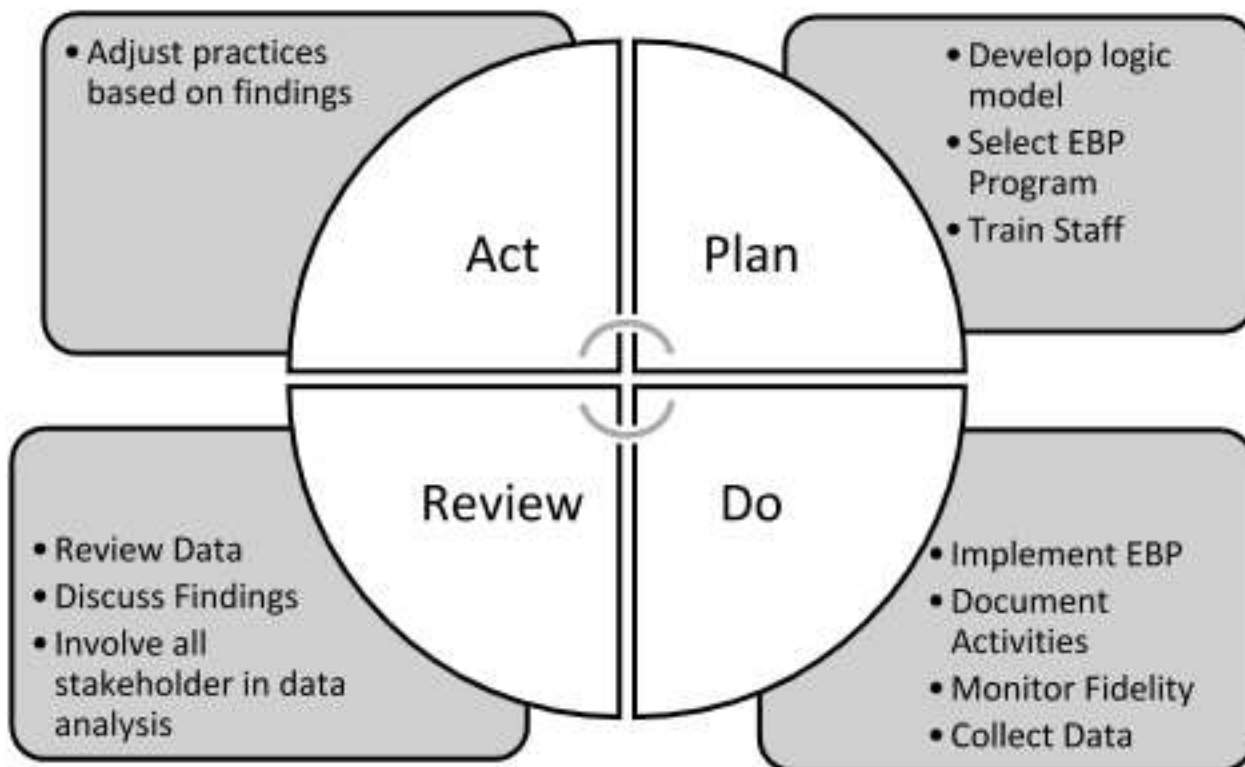 • Adjust practices
based on findings
Act
Plan
• Develop logic
model
• Select EBP
Program
• Train Staff
Review
• Review Data
• Discuss Findings
• Involve all
stakeholder in data
analysis
Do
• Implement EBP
• Document
Activities
• Monitor Fidelity
• Collect Data